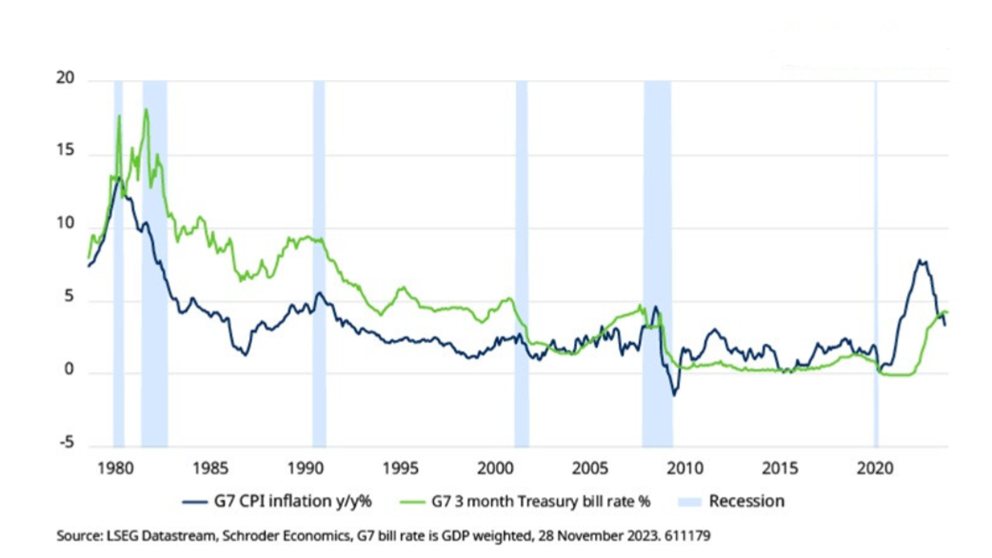 20
15
10
5
0
-5
1980 1985 1990 1995 2000 2005 2010 2015 2020
G7 CPI inflation y/y% G7 3 month Treasury bill rate % Recession
Source: LSEG Datastream, Schroder Economics, G7 bill rate is GDP weighted, 28 November 2023. 611179